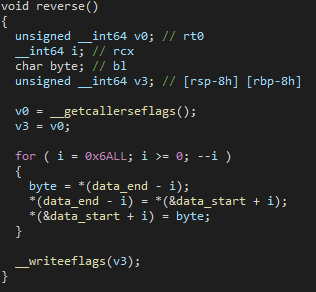 void reverse()
{
  unsigned __int64 v0; // rt0
  __int64 i; // rcx
  char byte; // bl
  unsigned __int64 v3; // [rsp-8h] [rbp-8h]

  v0 = __getcallerseflags();
  v3 = v0;

  for ( i = 0x6ALL; i >= 0; --i )
  {
    byte = *(data_end - i);
    *(data_end - i) = *(&data_start + i);
    *(&data_start + i) = byte;
  }

  __writeeflags(v3);
}